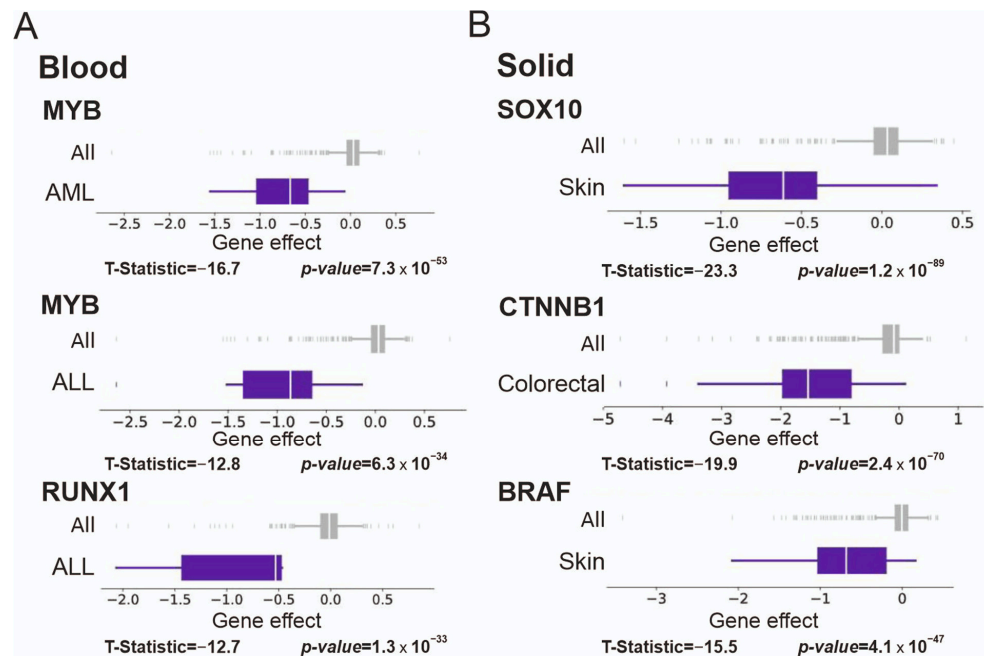 A
Blood
MYB
All
AML
−2.5 −2.0 −1.5 −1.0 −0.5 0.0 0.5
Gene effect
T-Statistic=−16.7 p-value=7.3 x 10⁻⁵³
MYB
All
ALL
−2.5 −2.0 −1.5 −1.0 −0.5 0.0 0.5
Gene effect
T-Statistic=−12.8 p-value=6.3 x 10⁻³⁴
RUNX1
All
ALL
−2.0 −1.5 −1.0 −0.5 0.0 0.5
Gene effect
T-Statistic=−12.7 p-value=1.3 x 10⁻³³
B
Solid
SOX10
All
Skin
−1.5 −1.0 −0.5 0.0 0.5
Gene effect
T-Statistic=−23.3 p-value=1.2 x 10⁻⁸⁹
CTNNB1
All
Colorectal
−5 −4 −3 −2 −1 0 1
Gene effect
T-Statistic=−19.9 p-value=2.4 x 10⁻⁷⁰
BRAF
All
Skin
−3 −2 −1 0
Gene effect
T-Statistic=−15.5 p-value=4.1 x 10⁻⁴⁷